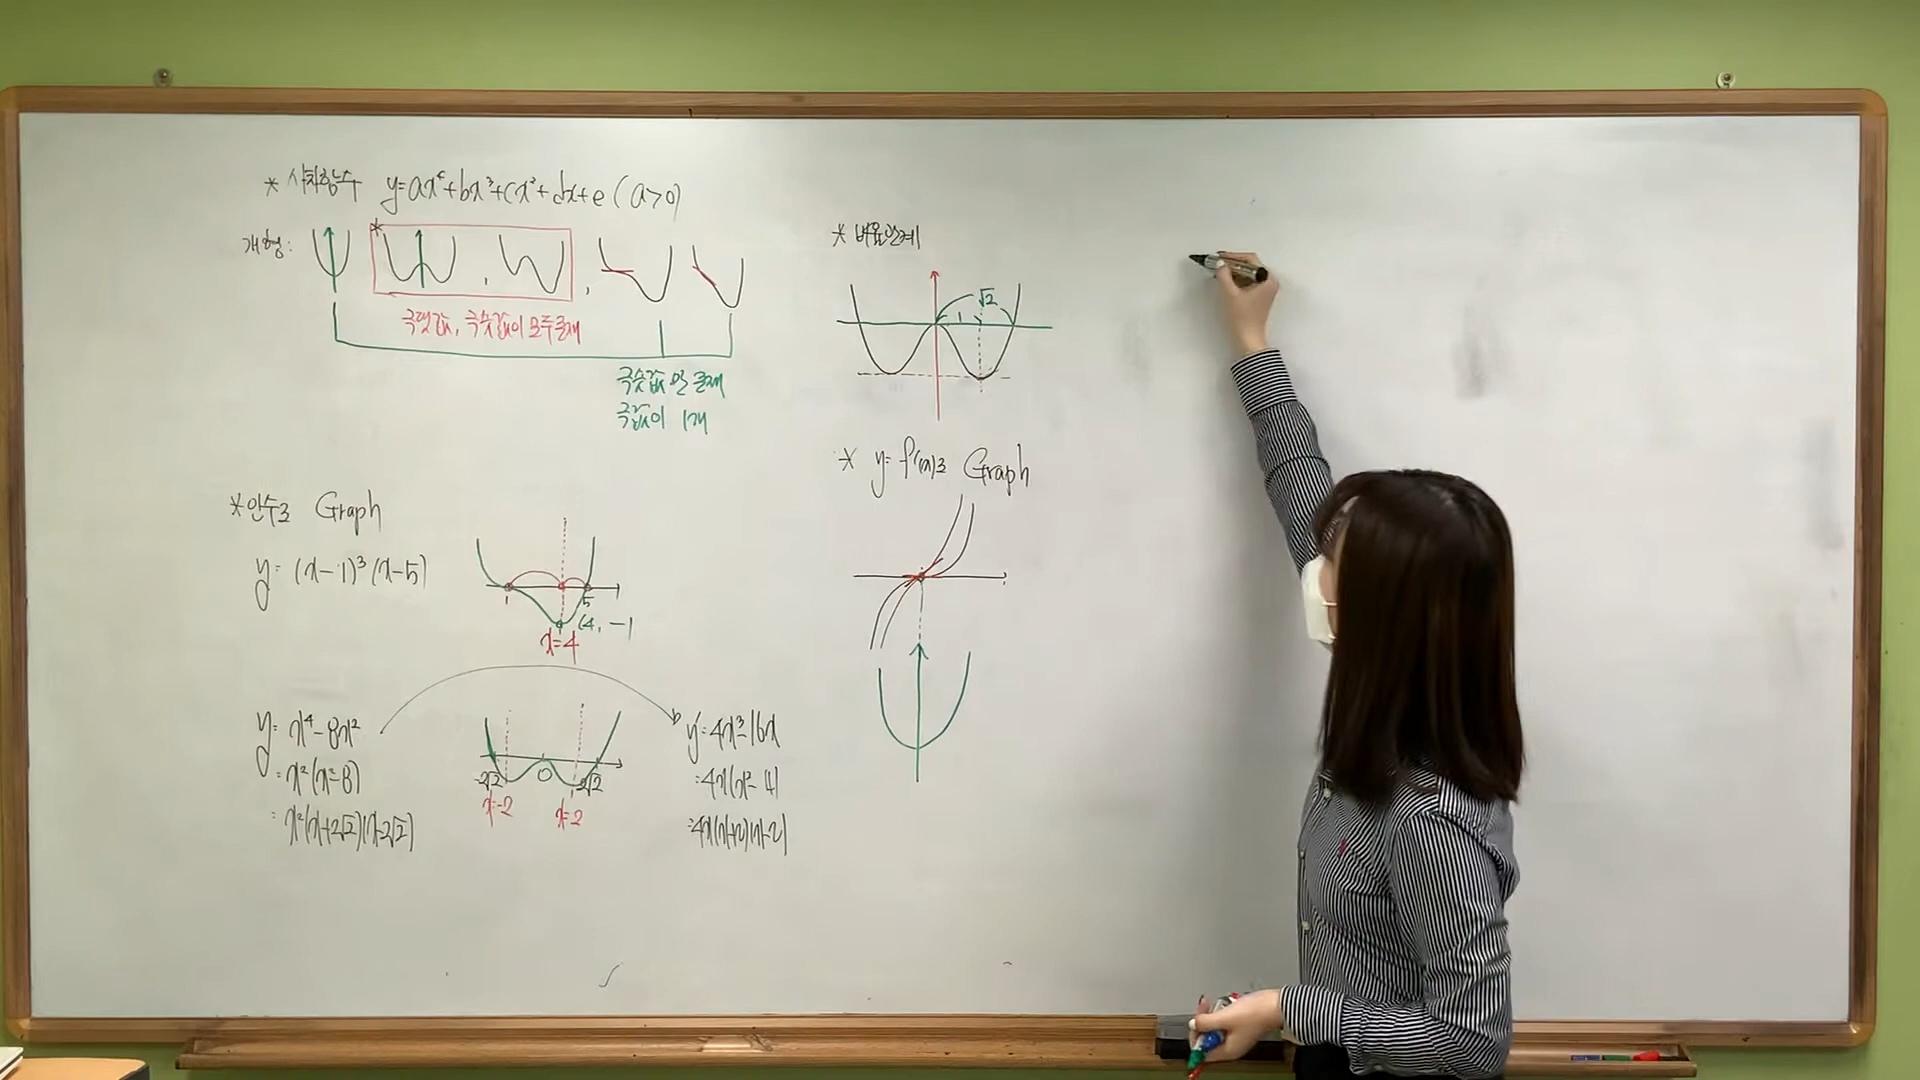 * 사차함수 y=ax⁴+bx³+cx²+dx+e (a>0)
개형:
*
, ,
극댓값, 극솟값이 모두 존재
극솟값만 존재
극값이 1개
* 인수로 Graph
y= (x-1)³(x-5)
1 5
(4, -1
x=4
y= x⁴-8x²
= x²(x²-8)
= x²(x+2√2)(x-2√2)
-2√2 0 2√2
x=-2 x=2
y'=4x³-16x
=4x(x²-4)
=4x(x+2)(x-2)
* 비율관계
√2
1
* y=f'(x)로 Graph